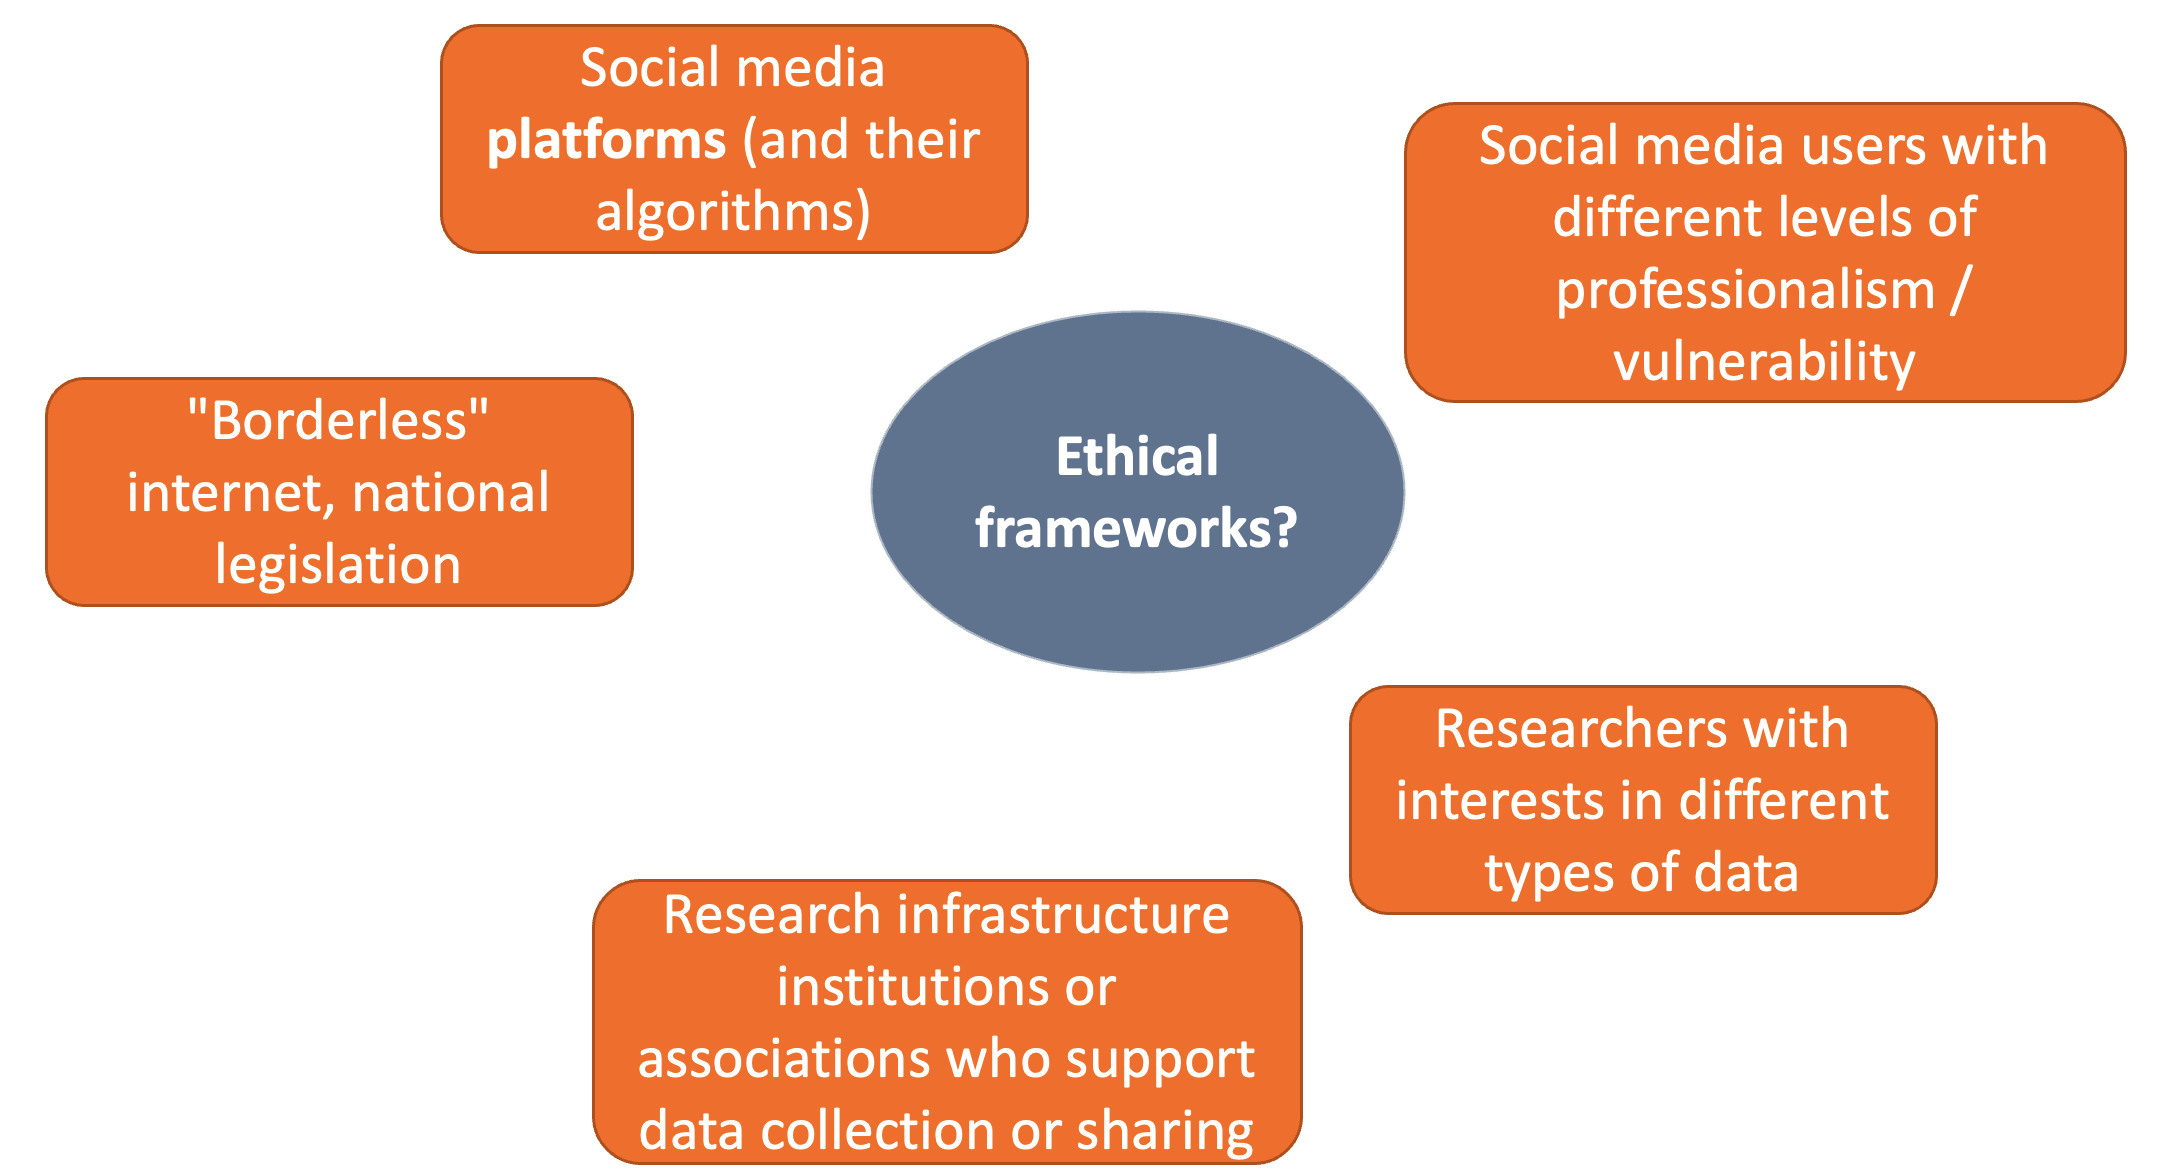 Social media
platforms (and their
algorithms)
Social media users with
different levels of
professionalism /
vulnerability
"Borderless"
internet, national
legislation
Ethical
frameworks?
Researchers with
interests in different
types of data
Research infrastructure
institutions or
associations who support
data collection or sharing